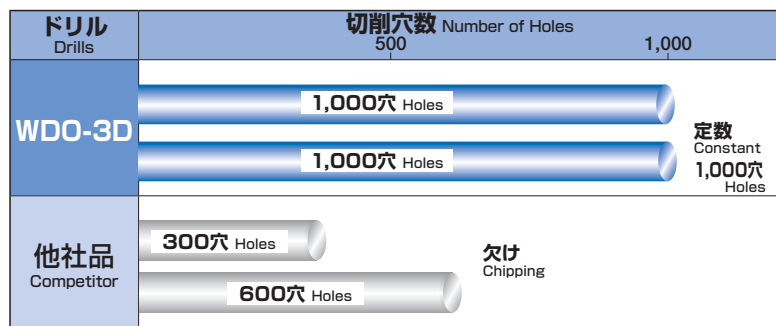 ドリル
Drills
切削穴数 Number of Holes
500
1,000
WDO-3D
1,000穴 Holes
1,000穴 Holes
定数
Constant
1,000穴
Holes
他社品
Competitor
300穴 Holes
600穴 Holes
欠け
Chipping